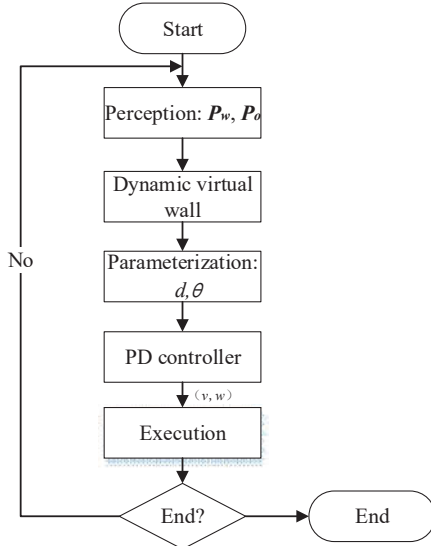 Start
Perception: Pw, Po
Dynamic virtual
wall
No
Parameterization:
d,θ
PD controller
(v, w)
Execution
End?
End